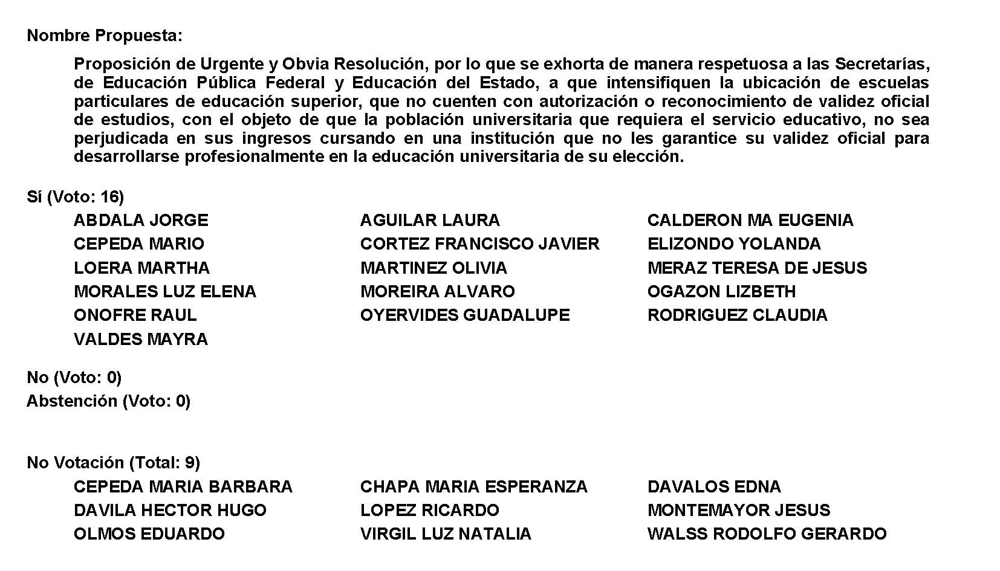 Nombre Propuesta:
Proposición de Urgente y Obvia Resolución, por lo que se exhorta de manera respetuosa a las Secretarías,
de Educación Pública Federal y Educación del Estado, a que intensifiquen la ubicación de escuelas
particulares de educación superior, que no cuenten con autorización o reconocimiento de validez oficial
de estudios, con el objeto de que la población universitaria que requiera el servicio educativo, no sea
perjudicada en sus ingresos cursando en una institución que no les garantice su validez oficial para
desarrollarse profesionalmente en la educación universitaria de su elección.
Sí (Voto: 16)
ABDALA JORGE AGUILAR LAURA CALDERON MA EUGENIA
CEPEDA MARIO CORTEZ FRANCISCO JAVIER ELIZONDO YOLANDA
LOERA MARTHA MARTINEZ OLIVIA MERAZ TERESA DE JESUS
MORALES LUZ ELENA MOREIRA ALVARO OGAZON LIZBETH
ONOFRE RAUL OYERVIDES GUADALUPE RODRIGUEZ CLAUDIA
VALDES MAYRA
No (Voto: 0)
Abstención (Voto: 0)
No Votación (Total: 9)
CEPEDA MARIA BARBARA CHAPA MARIA ESPERANZA DAVALOS EDNA
DAVILA HECTOR HUGO LOPEZ RICARDO MONTEMAYOR JESUS
OLMOS EDUARDO VIRGIL LUZ NATALIA WALSS RODOLFO GERARDO